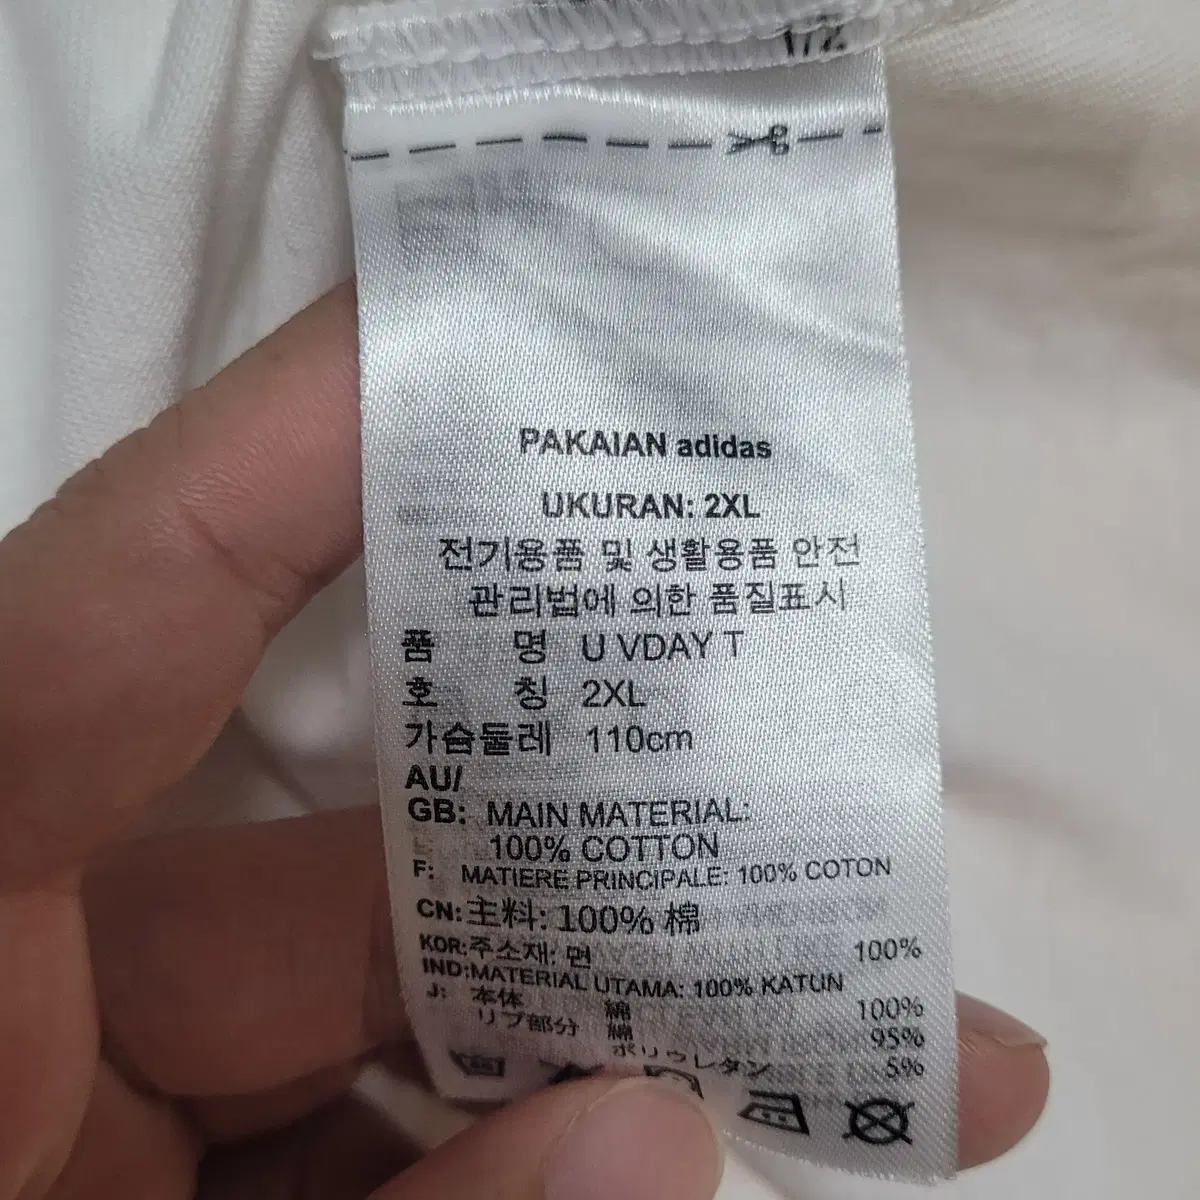 PAKAIAN adidas
UKURAN: 2XL
전기용품 및 생활용품 안전
관리법에 의한 품질표시
품 명 U VDAY T
호 칭 2XL
가슴둘레 110cm
AU/
GB: MAIN MATERIAL:
100% COTTON
F: MATIERE PRINCIPALE: 100% COTON
CN: 主料: 100% 棉
KOR: 주소재: 면 100%
IND: MATERIAL UTAMA: 100% KATUN
J: 本体 綿 100%
リブ部分 綿 95%
ポリウレタン 5%